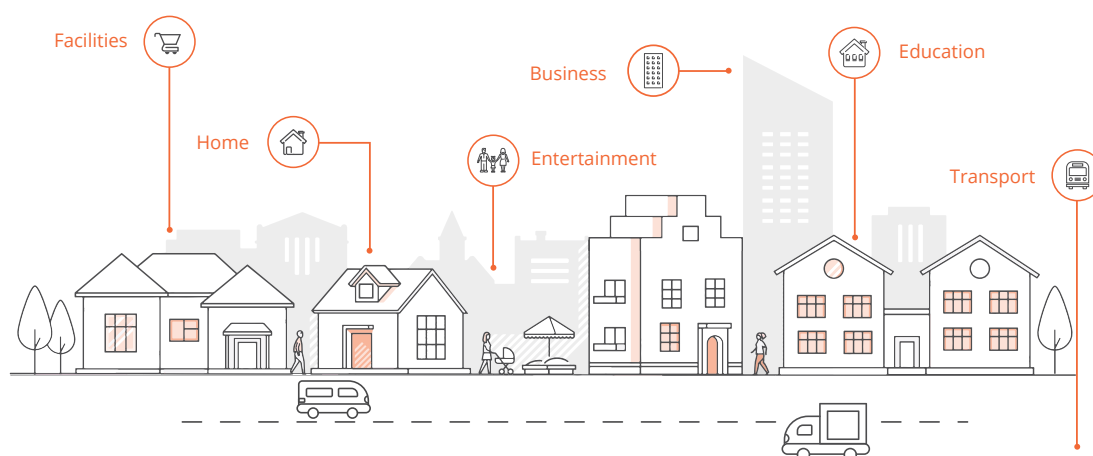 Facilities
Home
Entertainment
Business
Education
Transport